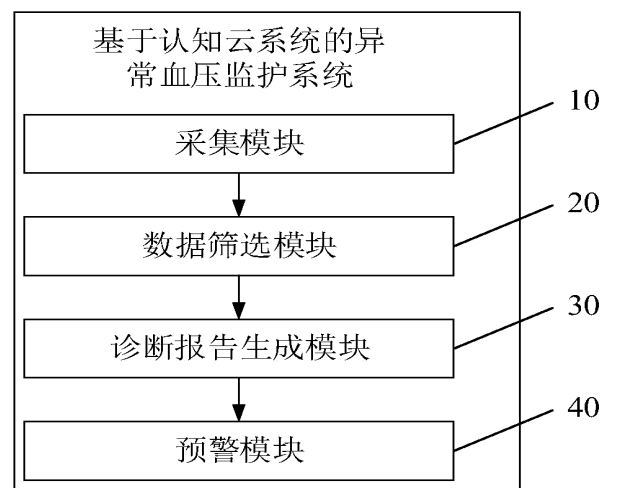 基于认知云系统的异
常血压监护系统
采集模块
10
数据筛选模块
20
诊断报告生成模块
30
预警模块
40